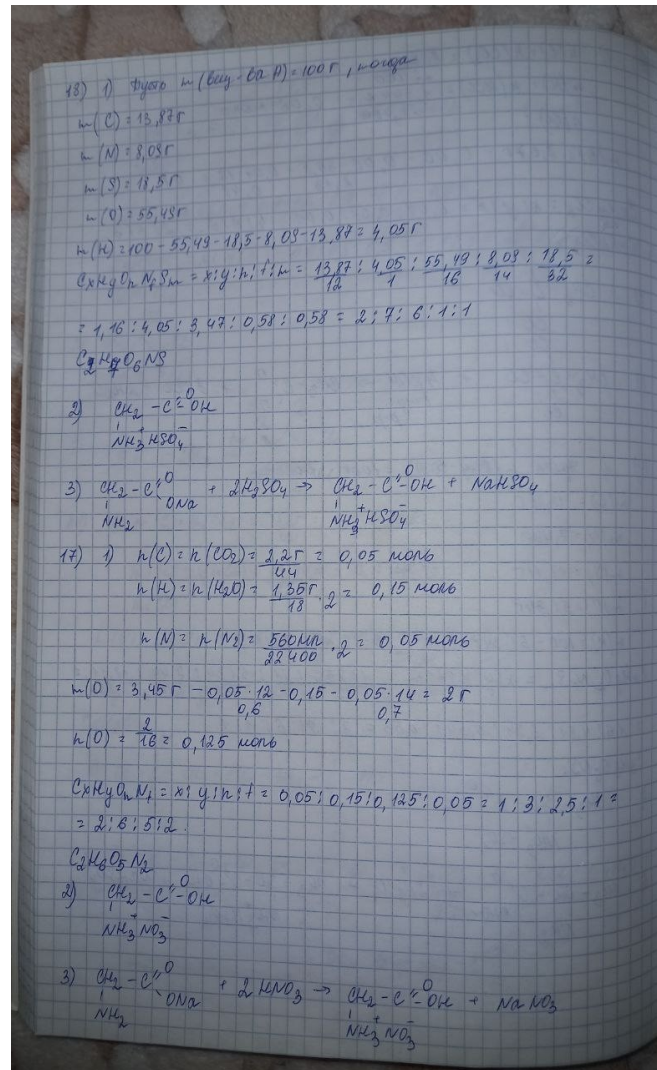 18) 1) Пусть m (вещ-ва А) = 100 г, тогда
m(C) = 13,87 г
m(N) = 8,09 г
m(S) = 18,5 г
m(O) = 55,49 г
m(H) = 100 - 55,49 - 18,5 - 8,09 - 13,87 = 4,05 г
CxHyOnNtSm = x:y:n:t:m = 13,87/12 : 4,05/1 : 55,49/16 : 8,09/14 : 18,5/32 =
= 1,16 : 4,05 : 3,47 : 0,58 : 0,58 = 2 : 7 : 6 : 1 : 1
C2H7O6NS
2) CH2 - C =O - OH
NH3+ HSO4-
3) CH2 - C =O ONa + 2H2SO4 → CH2 - C =O - OH + NaHSO4
NH2 NH3+ HSO4-
17) 1) n(C) = n(CO2) = 2,2 г/44 = 0,05 моль
n(H) = n(H2O) = 1,35 г/18 · 2 = 0,15 моль
n(N) = n(N2) = 560 мл/22400 · 2 = 0,05 моль
m(O) = 3,45 г - 0,05 · 12 - 0,15 - 0,05 · 14 = 2 г
0,6 0,7
n(O) = 2/16 = 0,125 моль
CxHyOnNt = x:y:n:t = 0,05 : 0,15 : 0,125 : 0,05 = 1 : 3 : 2,5 : 1 =
= 2 : 6 : 5 : 2.
C2H6O5N2
2) CH2 - C =O - OH
NH3+ NO3-
3) CH2 - C =O ONa + 2HNO3 → CH2 - C =O - OH + NaNO3
NH2 NH3+ NO3-